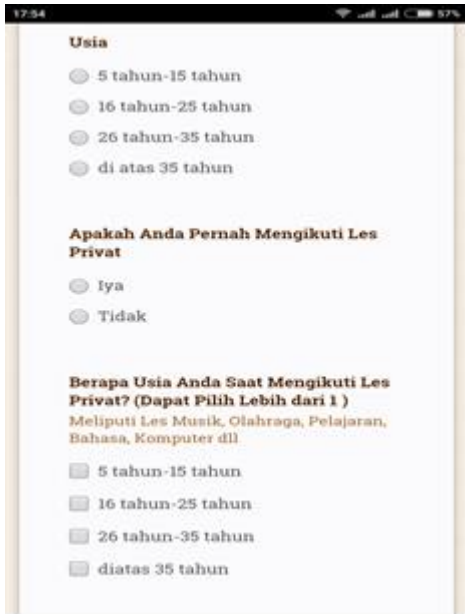 17:54 57%
Usia
5 tahun-15 tahun
16 tahun-25 tahun
26 tahun-35 tahun
di atas 35 tahun
Apakah Anda Pernah Mengikuti Les
Privat
Iya
Tidak
Berapa Usia Anda Saat Mengikuti Les
Privat? (Dapat Pilih Lebih dari 1 )
Meliputi Les Musik, Olahraga, Pelajaran,
Bahasa, Komputer dll
5 tahun-15 tahun
16 tahun-25 tahun
26 tahun-35 tahun
diatas 35 tahun